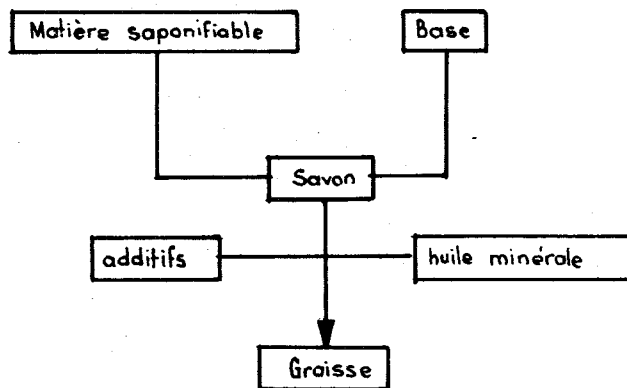 Matière saponifiable
Base
Savon
additifs
huile minérale
Graisse